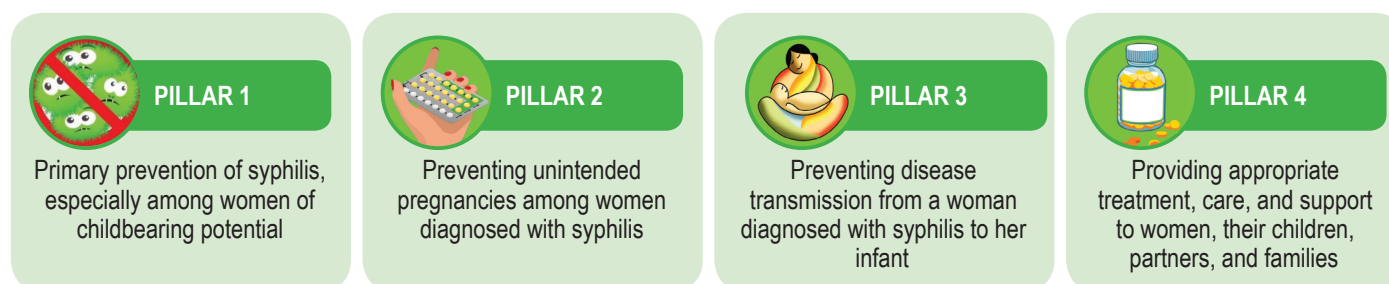 PILLAR 1
Primary prevention of syphilis,
especially among women of
childbearing potential
PILLAR 2
Preventing unintended
pregnancies among women
diagnosed with syphilis
PILLAR 3
Preventing disease
transmission from a woman
diagnosed with syphilis to her
infant
PILLAR 4
Providing appropriate
treatment, care, and support
to women, their children,
partners, and families